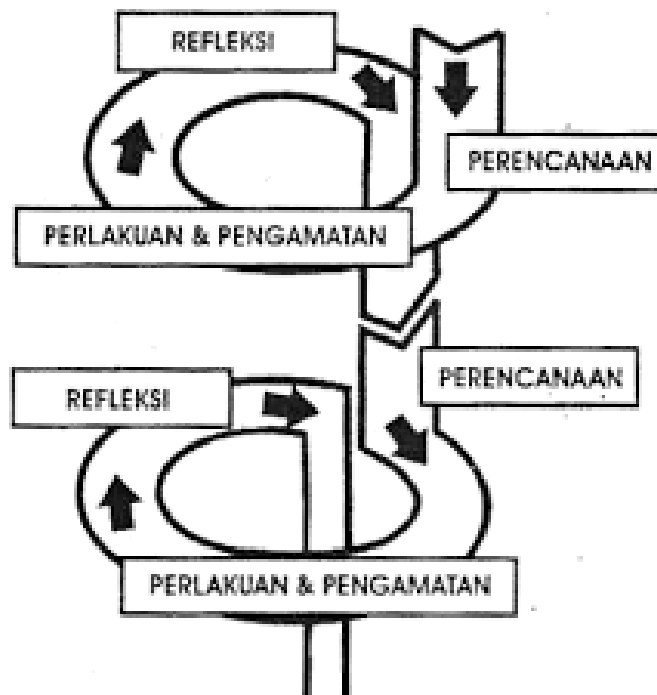 REFLEKSI
PERENCANAAN
PERLAKUAN & PENGAMATAN
PERENCANAAN
REFLEKSI
PERLAKUAN & PENGAMATAN